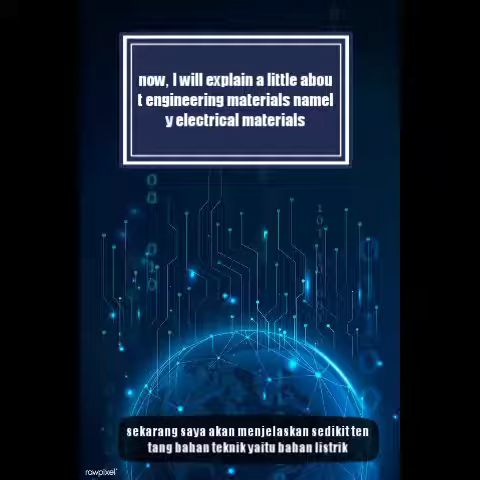 now, I will explain a little abou
t engineering materials namel
y electrical materials
sekarang saya akan menjelaskan sedikit ten
tang bahan teknik yaitu bahan listrik
rawpixel